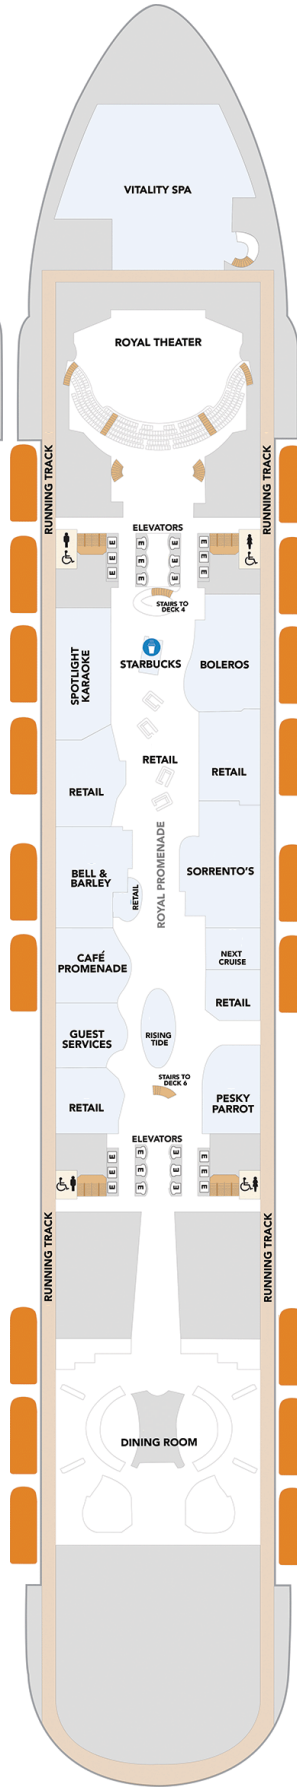 VITALITY SPA
ROYAL THEATER
RUNNING TRACK
RUNNING TRACK
ELEVATORS
E
E
E
E
E
E
E
E
E
E
E
E
STAIRS TO
DECK 4
SPOTLIGHT
KARAOKE
STARBUCKS
BOLEROS
RETAIL
RETAIL
RETAIL
ROYAL PROMENADE
BELL &
BARLEY
RETAIL
SORRENTO'S
CAFÉ
PROMENADE
NEXT
CRUISE
RETAIL
GUEST
SERVICES
RISING
TIDE
STAIRS TO
DECK 6
RETAIL
PESKY
PARROT
ELEVATORS
E
E
E
E
E
E
E
E
E
E
E
E
RUNNING TRACK
RUNNING TRACK
DINING ROOM